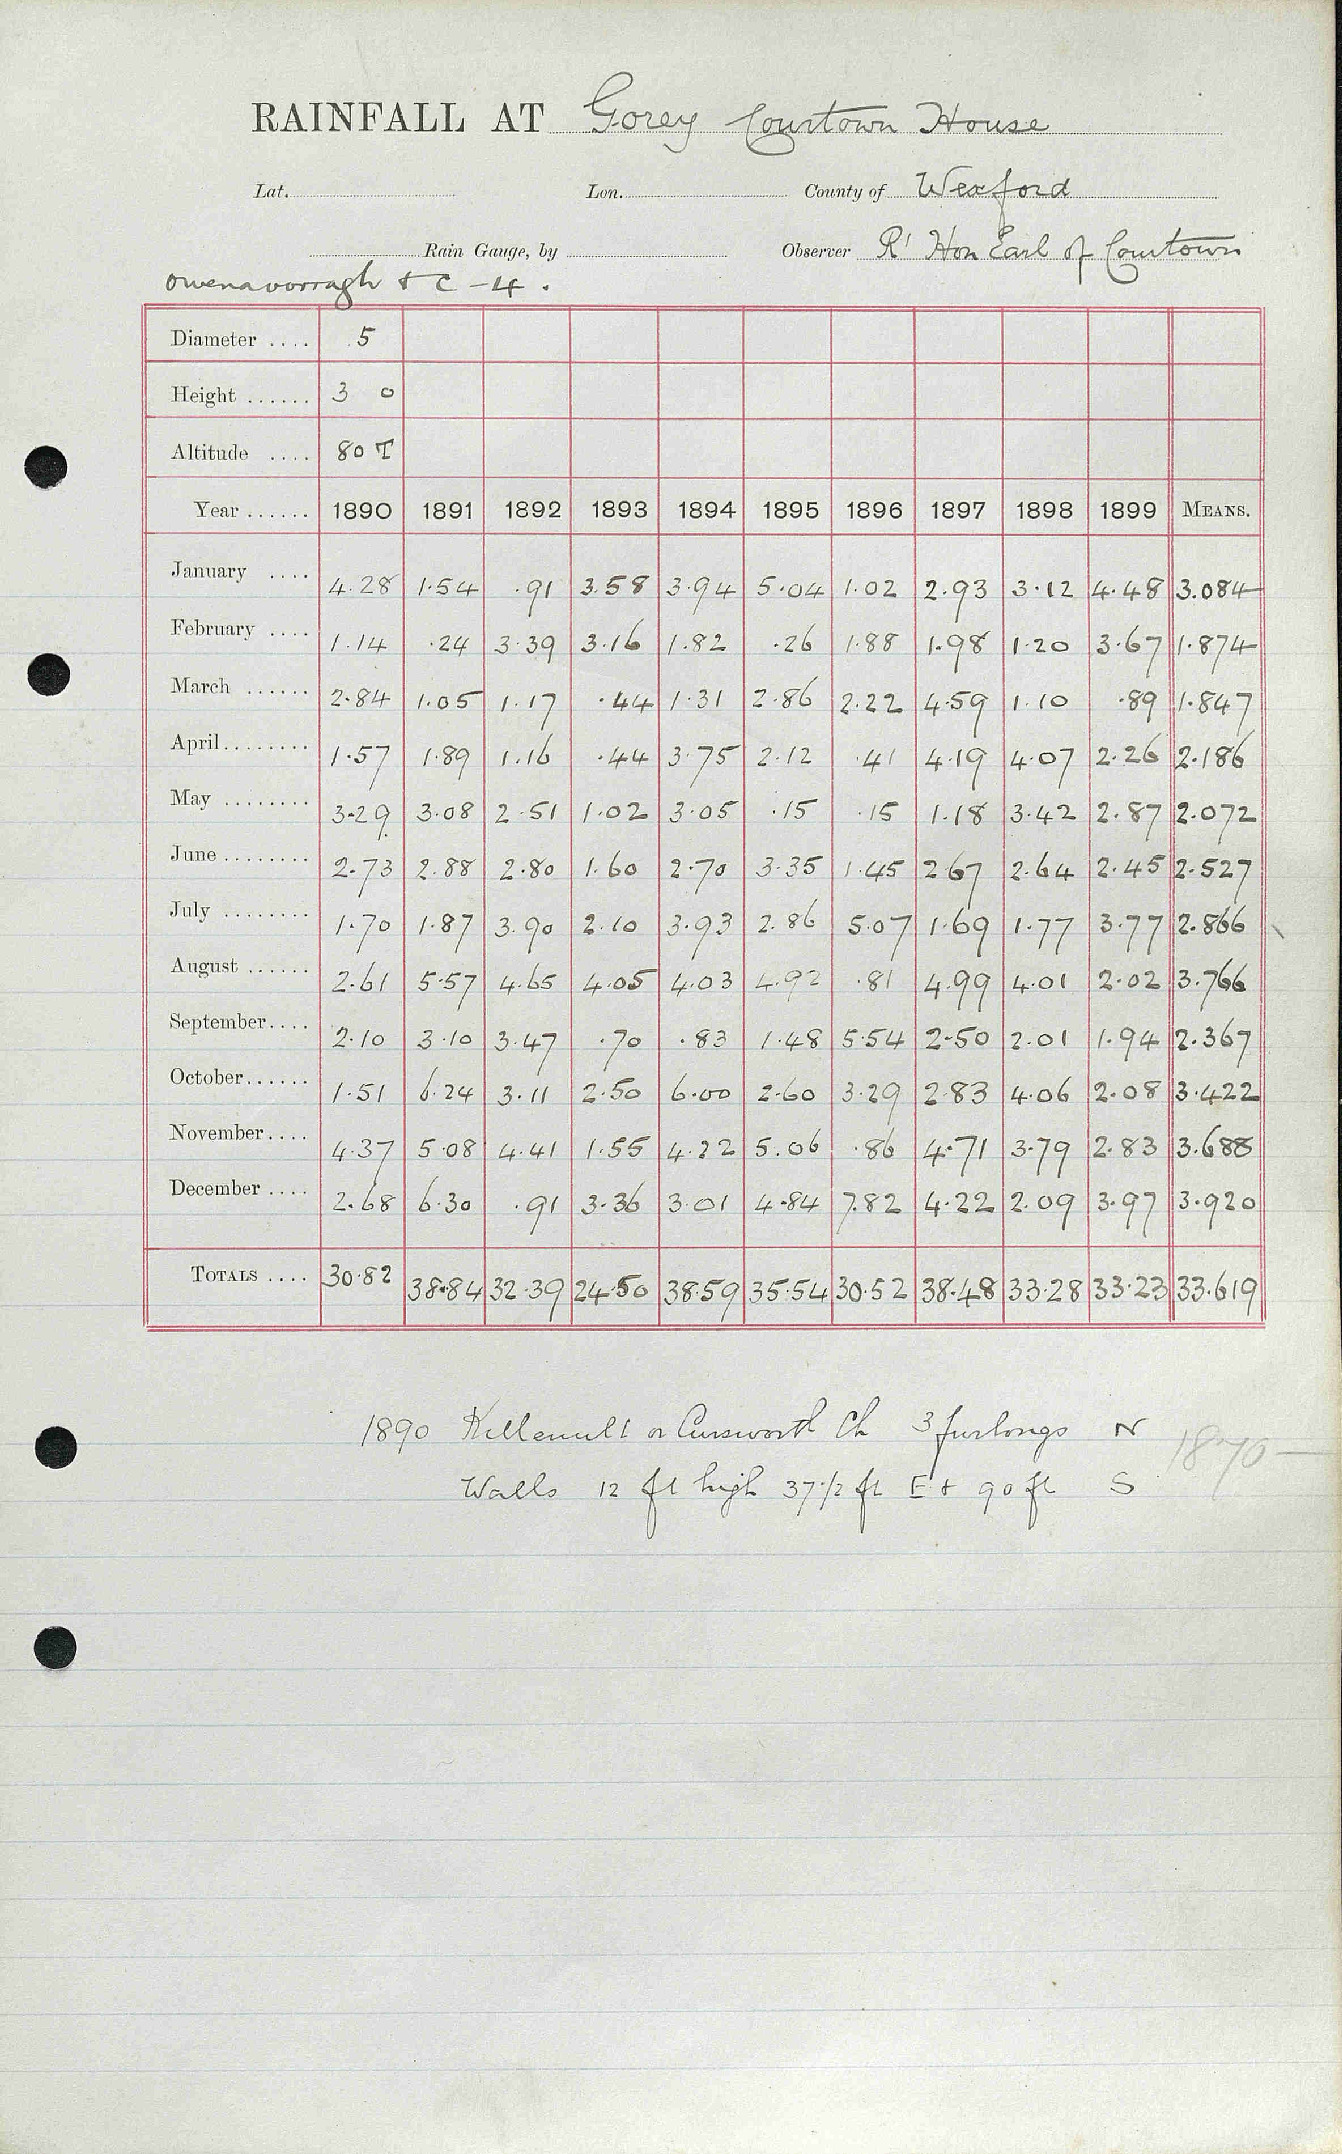 RAINFALL AT Gorey Courtown House
Lat. Lon. County of Wexford
Rain Gauge, by Observer Rt Hon Earl of Courtown
Owenavorragh & C - 4 .
Diameter .... 5
Height ...... 3 0
Altitude .... 80 T
Year ...... 1890 1891 1892 1893 1894 1895 1896 1897 1898 1899 MEANS.
January .... 4.28 1.54 .91 3.58 3.94 5.04 1.02 2.93 3.12 4.48 3.084
February .... 1.14 .24 3.39 3.16 1.82 .26 1.88 1.98 1.20 3.67 1.874
March ...... 2.84 1.05 1.17 .44 1.31 2.86 2.22 4.59 1.10 .89 1.847
April ........ 1.57 1.89 1.16 .44 3.75 2.12 .41 4.19 4.07 2.26 2.186
May ........ 3.29 3.08 2.51 1.02 3.05 .15 .15 1.18 3.42 2.87 2.072
June ........ 2.73 2.88 2.80 1.60 2.70 3.35 1.45 2.67 2.64 2.45 2.527
July ........ 1.70 1.87 3.90 2.10 3.93 2.86 5.07 1.69 1.77 3.77 2.866
August ...... 2.61 5.57 4.65 4.05 4.03 4.92 .81 4.99 4.01 2.02 3.766
September.... 2.10 3.10 3.47 .70 .83 1.48 5.54 2.50 2.01 1.94 2.367
October...... 1.51 6.24 3.11 2.50 6.00 2.60 3.29 2.83 4.06 2.08 3.422
November.... 4.37 5.08 4.41 1.55 4.22 5.06 .86 4.71 3.79 2.83 3.688
December .... 2.68 6.30 .91 3.36 3.01 4.84 7.82 4.22 2.09 3.97 3.920
TOTALS .... 30.82 38.84 32.39 24.50 38.59 35.54 30.52 38.48 33.28 33.23 33.619
1890 or Ch 3 furlongs N
Walls 12 ft high 37 1/2 ft E & 90 ft S
1870 —